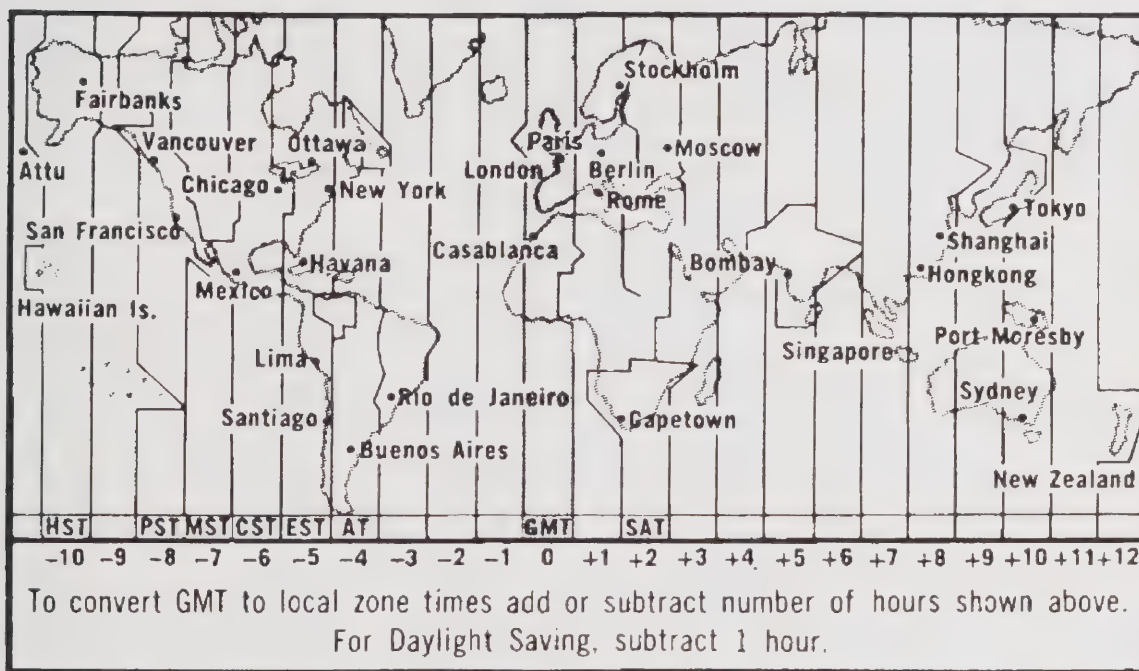 Stockholm
Fairbanks
Vancouver
Ottawa
Paris
Moscow
Attu
Chicago
New York
London
Berlin
Rome
Tokyo
San Francisco
Casablanca
Shanghai
Havana
Bombay
Hongkong
Mexico
Hawaiian Is.
Port Moresby
Lima
Singapore
Rio de Janeiro
Sydney
Santiago
Capetown
Buenos Aires
New Zealand
HST PST MST CST EST AT GMT SAT
-10 -9 -8 -7 -6 -5 -4 -3 -2 -1 0 +1 +2 +3 +4 +5 +6 +7 +8 +9 +10 +11 +12
To convert GMT to local zone times add or subtract number of hours shown above.
For Daylight Saving, subtract 1 hour.